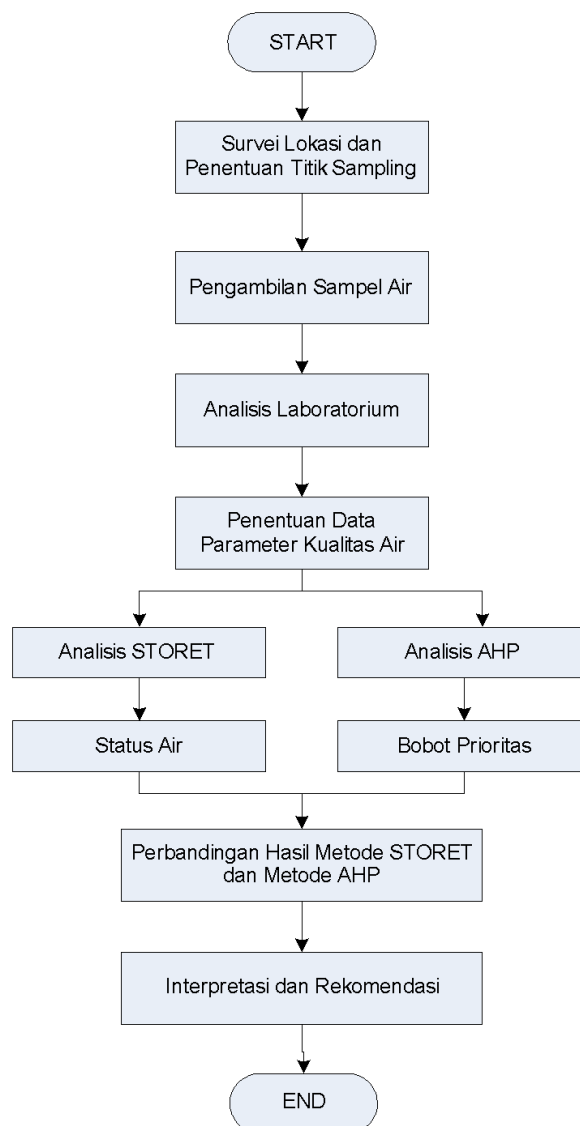 START
Survei Lokasi dan
Penentuan Titik Sampling
Pengambilan Sampel Air
Analisis Laboratorium
Penentuan Data
Parameter Kualitas Air
Analisis STORET
Analisis AHP
Status Air
Bobot Prioritas
Perbandingan Hasil Metode STORET
dan Metode AHP
Interpretasi dan Rekomendasi
END